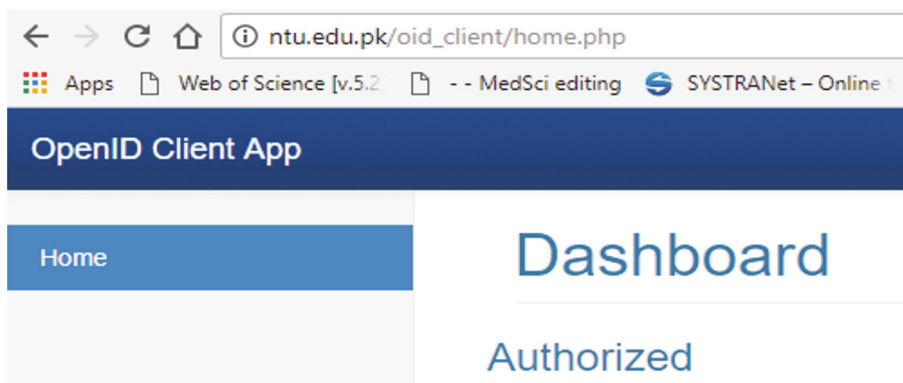 ntu.edu.pk/oid_client/home.php
Apps Web of Science [v.5.2 - - MedSci editing SYSTRANet – Online
OpenID Client App
Home
Dashboard
Authorized